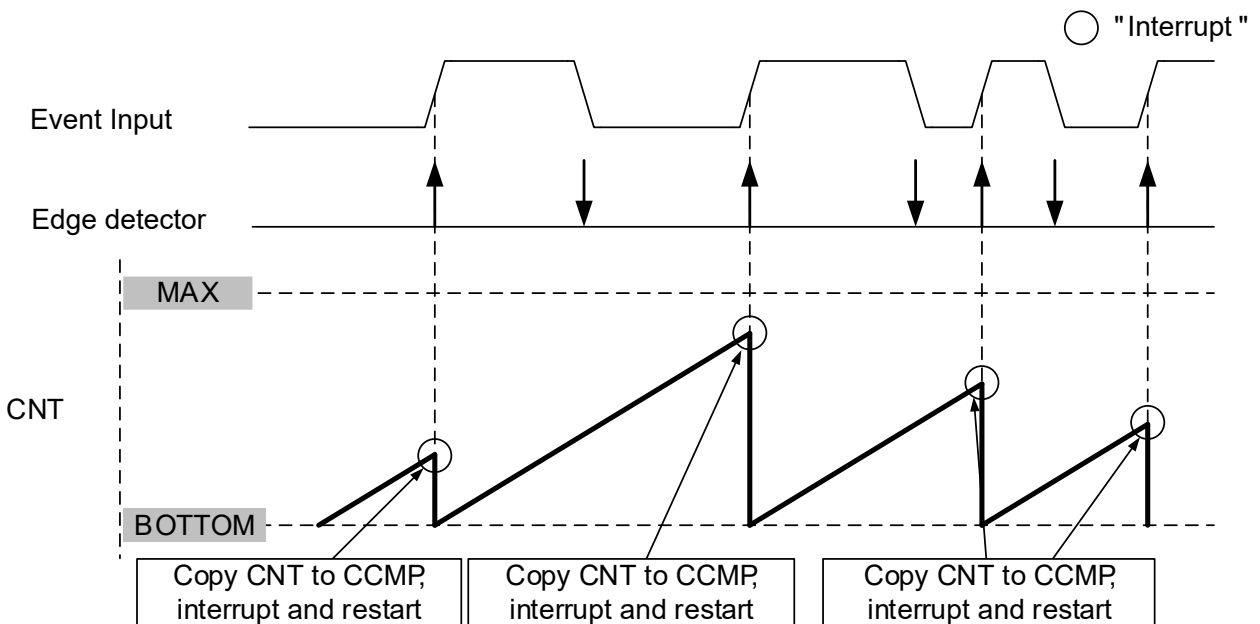 "Interrupt"
Event Input
Edge detector
MAX
CNT
BOTTOM
Copy CNT to CCMP,
interrupt and restart
Copy CNT to CCMP,
interrupt and restart
Copy CNT to CCMP,
interrupt and restart